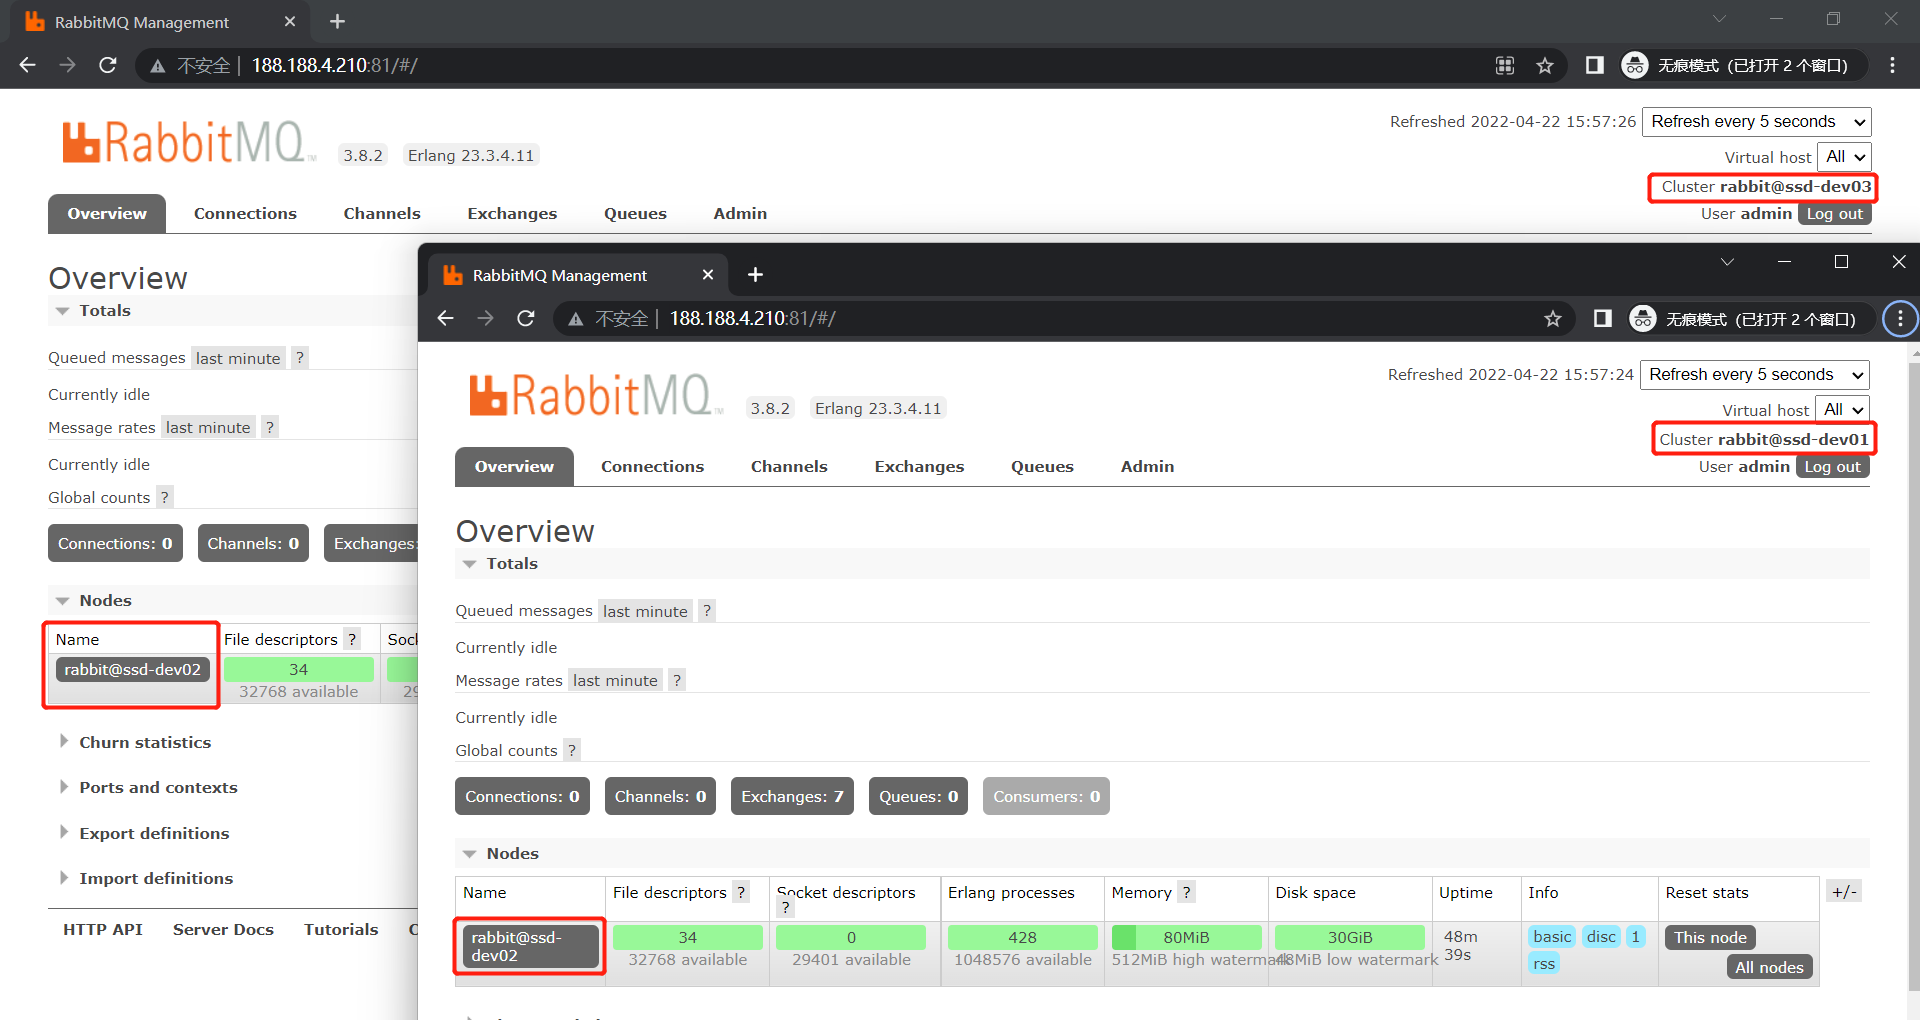 RabbitMQ Management
不安全 188.188.4.210:81/#/
无痕模式 (已打开 2 个窗口)
RabbitMQ TM 3.8.2 Erlang 23.3.4.11
Refreshed 2022-04-22 15:57:26 Refresh every 5 seconds
Virtual host All
Cluster rabbit@ssd-dev03
User admin Log out
Overview Connections Channels Exchanges Queues Admin
Overview
Totals
Queued messages last minute ?
Currently idle
Message rates last minute ?
Currently idle
Global counts ?
Connections: 0 Channels: 0 Exchanges:
Nodes
Name File descriptors ? Sock
rabbit@ssd-dev02 34
32768 available 29
Churn statistics
Ports and contexts
Export definitions
Import definitions
HTTP API Server Docs Tutorials C
RabbitMQ Management
不安全 188.188.4.210:81/#/
无痕模式 (已打开 2 个窗口)
RabbitMQ TM 3.8.2 Erlang 23.3.4.11
Refreshed 2022-04-22 15:57:24 Refresh every 5 seconds
Virtual host All
Cluster rabbit@ssd-dev01
User admin Log out
Overview Connections Channels Exchanges Queues Admin
Overview
Totals
Queued messages last minute ?
Currently idle
Message rates last minute ?
Currently idle
Global counts ?
Connections: 0 Channels: 0 Exchanges: 7 Queues: 0 Consumers: 0
Nodes
Name File descriptors ? Socket descriptors ? Erlang processes Memory ? Disk space Uptime Info Reset stats +/-
rabbit@ssd-dev02 34 0 428 80MiB 30GiB 48m 39s basic disc 1 rss This node
32768 available 29401 available 1048576 available 512MiB high watermark 48MiB low watermark All nodes